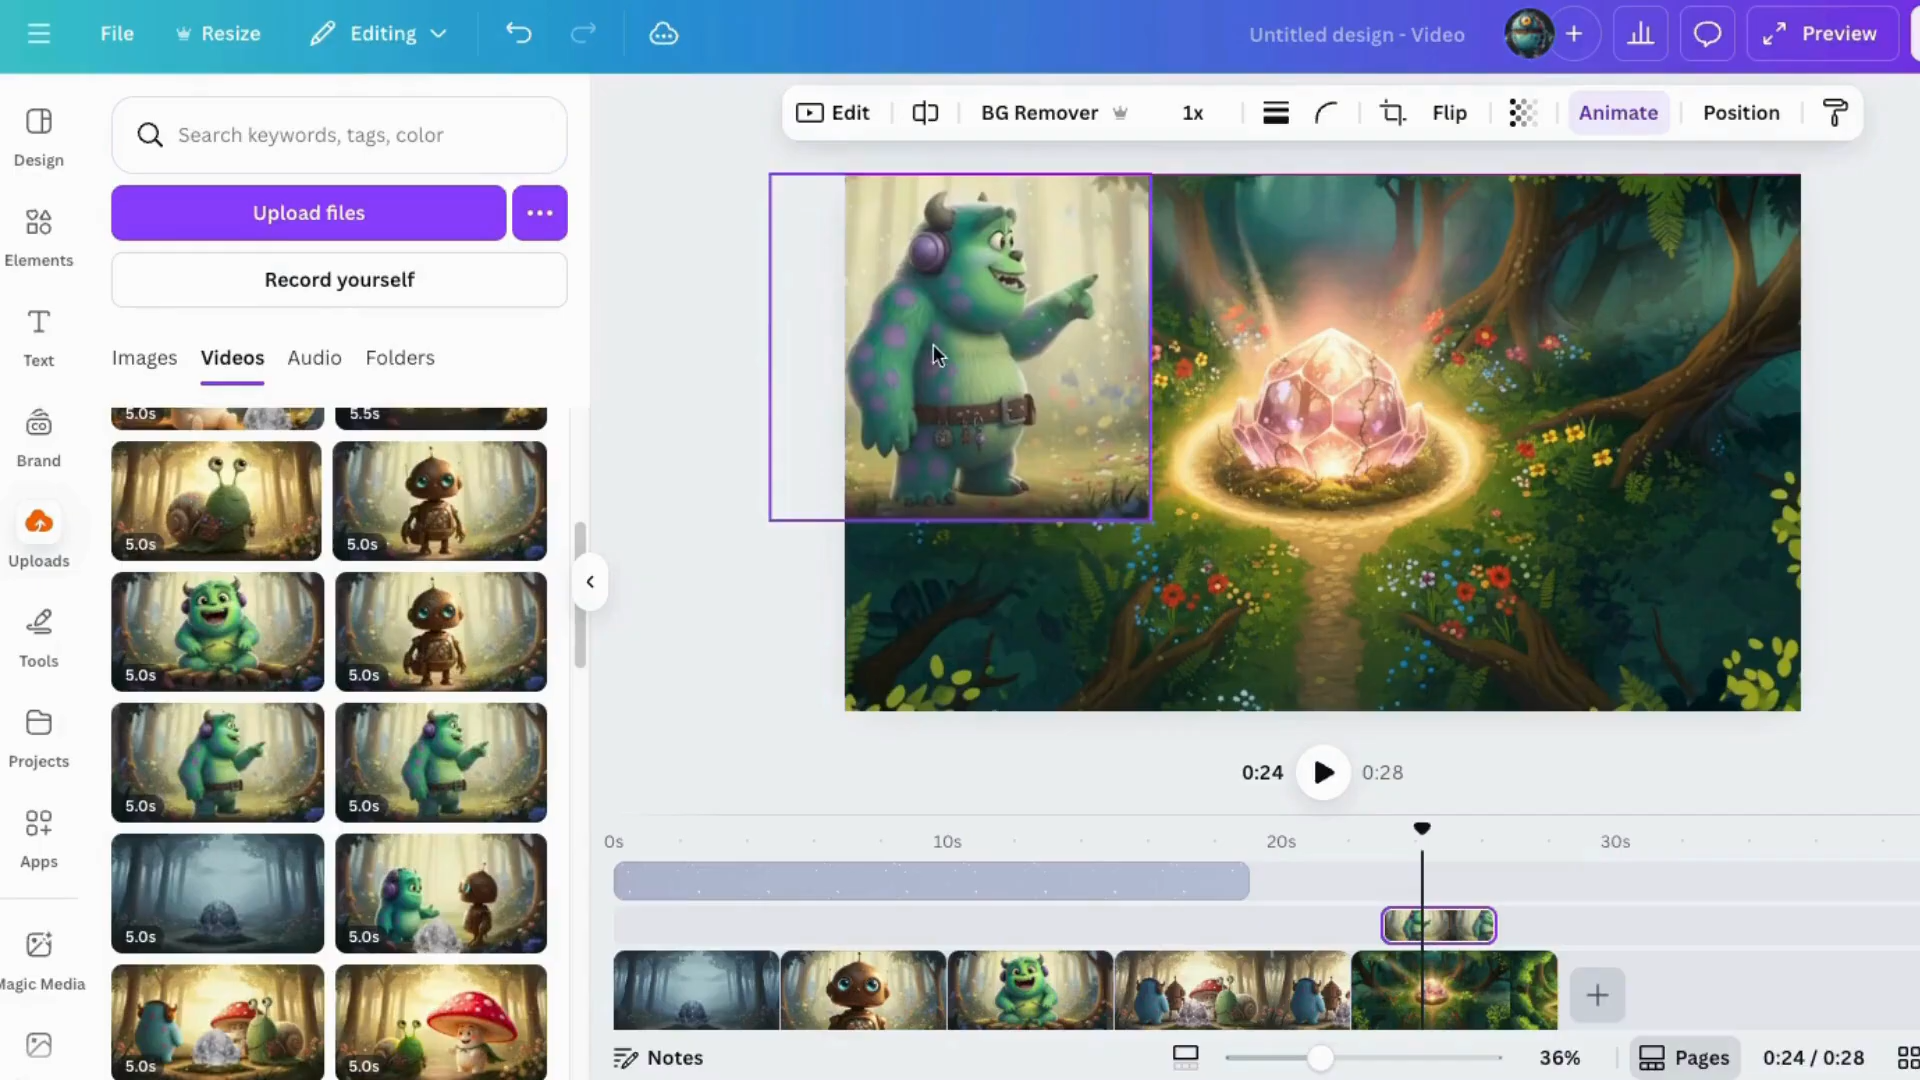 File
Resize
Editing
Untitled design - Video
Preview
Design
Elements
Text
Brand
Uploads
Tools
Projects
Apps
Magic Media
Search keywords, tags, color
Upload files
Record yourself
Images
Videos
Audio
Folders
5.0s
5.5s
5.0s
5.0s
5.0s
5.0s
5.0s
5.0s
5.0s
5.0s
5.0s
5.0s
Edit
BG Remover
1x
Flip
Animate
Position
0:24
0:28
0s
10s
20s
30s
Notes
36%
Pages
0:24 / 0:28